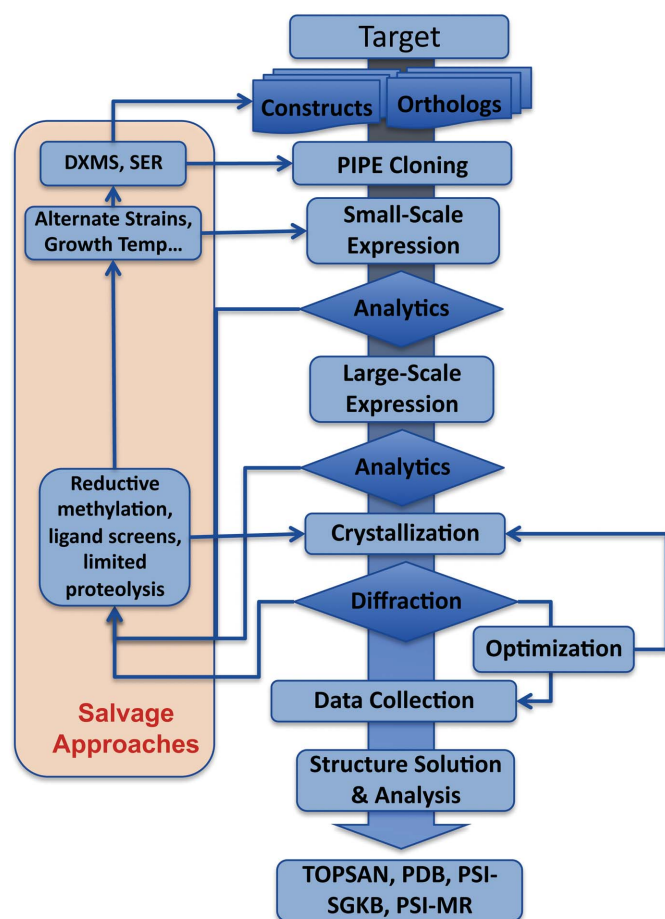 Target
Constructs
Orthologs
DXMS, SER
PIPE Cloning
Alternate Strains,
Growth Temp...
Small-Scale
Expression
Analytics
Large-Scale
Expression
Analytics
Reductive
methylation,
ligand screens,
limited
proteolysis
Crystallization
Diffraction
Optimization
Data Collection
Salvage
Approaches
Structure Solution
& Analysis
TOPSAN, PDB, PSI-
SGKB, PSI-MR